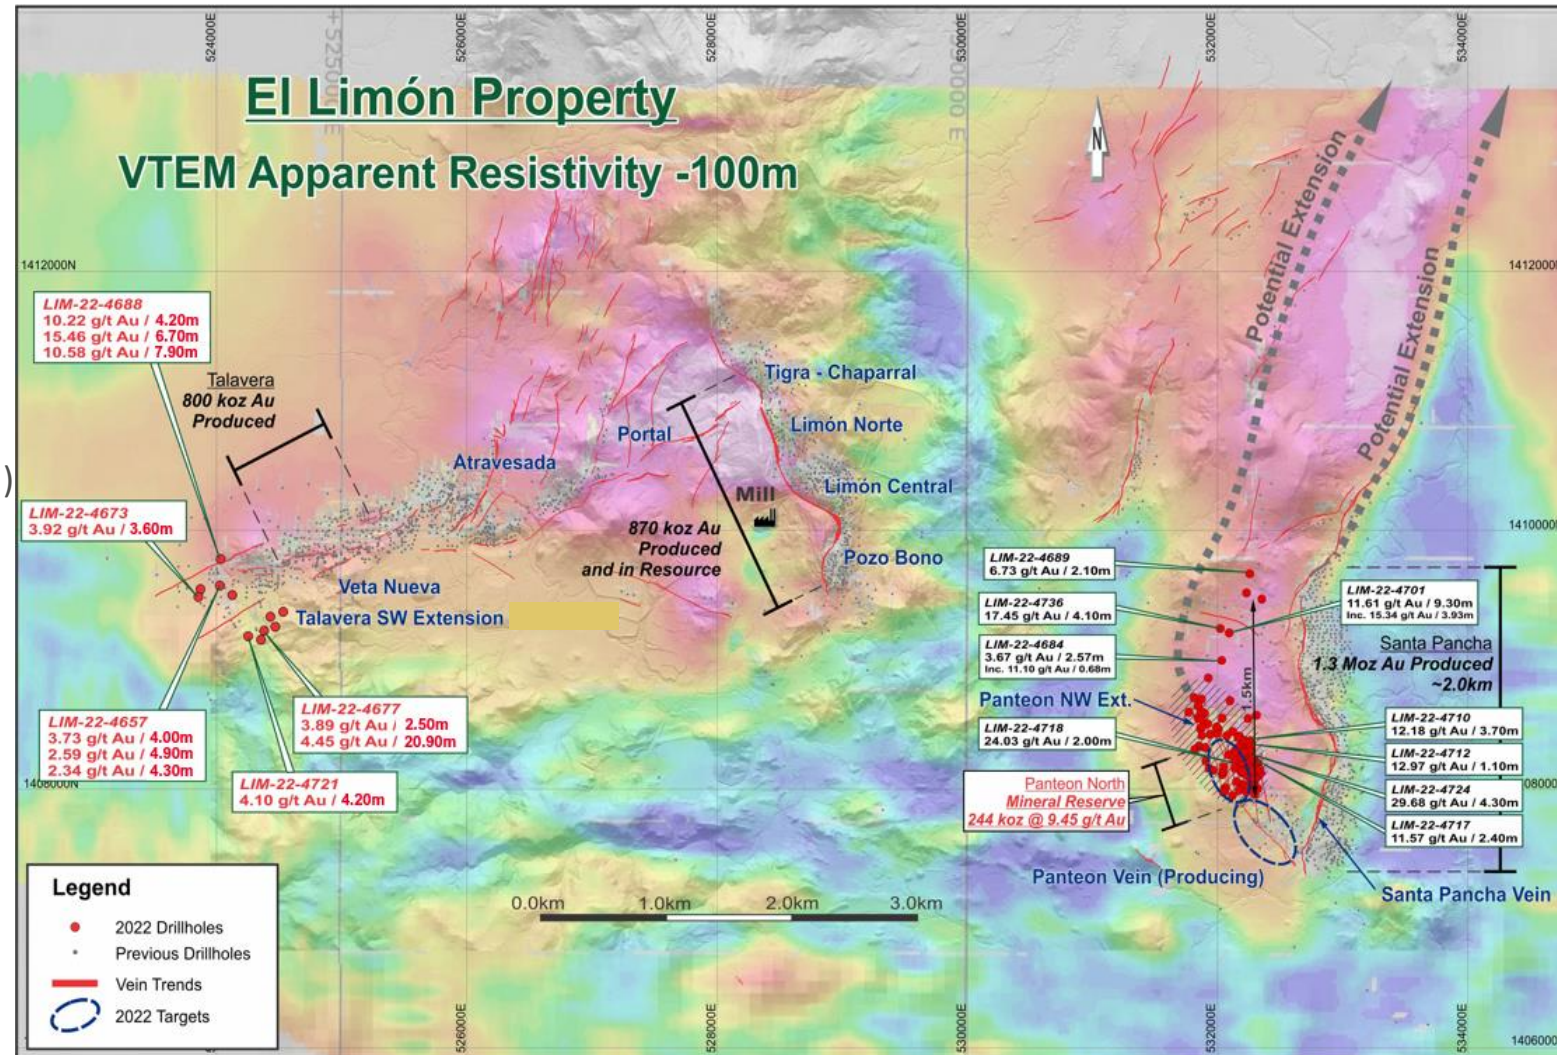 524000E
526000E
528000E
530000E
532000E
534000E
+525000E
El Limón Property
VTEM Apparent Resistivity -100m
N
1412000N
LIM-22-4688
10.22 g/t Au / 4.20m
15.46 g/t Au / 6.70m
10.58 g/t Au / 7.90m
Talavera
800 koz Au
Produced
)
LIM-22-4673
3.92 g/t Au / 3.60m
Atravesada
Portal
Tigra - Chaparral
Limón Norte
Limón Central
Mill
870 koz Au
Produced
and in Resource
Pozo Bono
Veta Nueva
Talavera SW Extension
LIM-22-4657
3.73 g/t Au / 4.00m
2.59 g/t Au / 4.90m
2.34 g/t Au / 4.30m
LIM-22-4677
3.89 g/t Au / 2.50m
4.45 g/t Au / 20.90m
LIM-22-4721
4.10 g/t Au / 4.20m
1408000N
Potential Extension
Potential Extension
1412000
1410000
LIM-22-4689
6.73 g/t Au / 2.10m
LIM-22-4736
17.45 g/t Au / 4.10m
LIM-22-4684
3.67 g/t Au / 2.57m
Inc. 11.10 g/t Au / 0.68m
Panteon NW Ext.
LIM-22-4718
24.03 g/t Au / 2.00m
Panteon North
Mineral Reserve
244 koz @ 9.45 g/t Au
Panteon Vein (Producing)
1.5km
LIM-22-4701
11.61 g/t Au / 9.30m
Inc. 15.34 g/t Au / 3.93m
Santa Pancha
1.3 Moz Au Produced
~2.0km
LIM-22-4710
12.18 g/t Au / 3.70m
LIM-22-4712
12.97 g/t Au / 1.10m
08000
LIM-22-4724
29.68 g/t Au / 4.30m
LIM-22-4717
11.57 g/t Au / 2.40m
Santa Pancha Vein
0.0km 1.0km 2.0km 3.0km
Legend
2022 Drillholes
Previous Drillholes
Vein Trends
2022 Targets
526000E
528000E
530000E
532000E
534000E
1406000